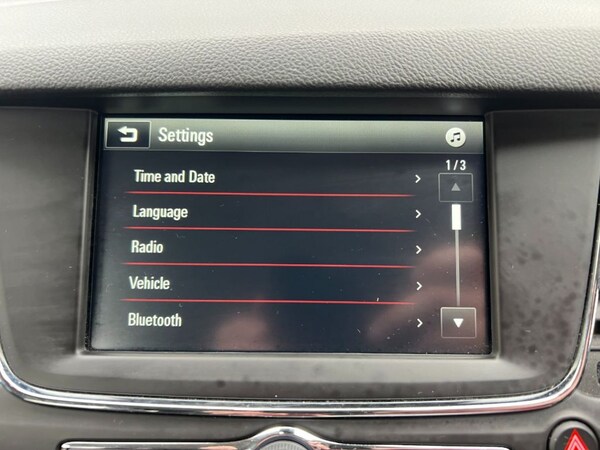 Settings
1/3
Time and Date
Language
Radio
Vehicle
Bluetooth